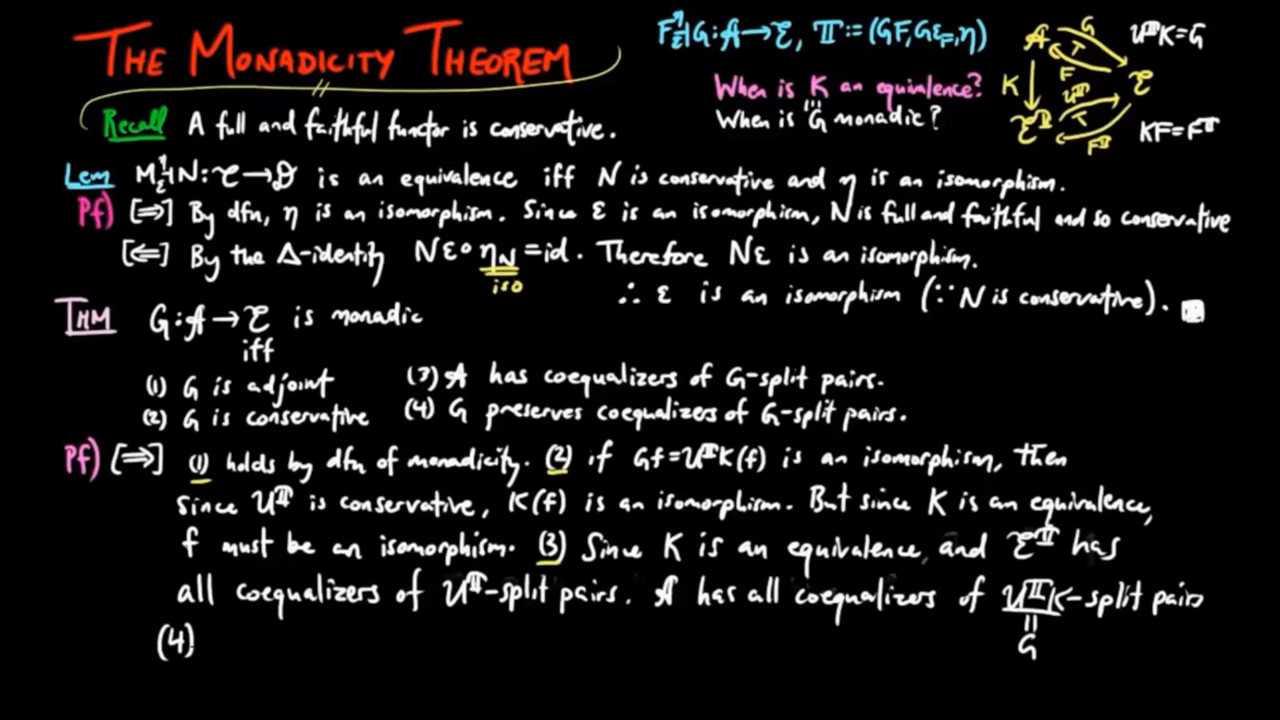 THE MONADICITY THEOREM
F ⊣ G : A → C, 𝕋 := (GF, GεF, η)
When is K an equivalence?
When is G monadic?
A G C
K F ⊤ U^𝕋
C^𝕋 ⊤ F^𝕋
U^𝕋K=G
KF=F^𝕋
Recall A full and faithful functor is conservative.
Lem M ⊣ N : C → D is an equivalence iff N is conservative and η is an isomorphism.
Pf) [⇒] By dfn, η is an isomorphism. Since ε is an isomorphism, N is full and faithful and so conservative
[⇐] By the Δ-identity Nε∘η_N = id. Therefore Nε is an isomorphism.
iso
∴ ε is an isomorphism (∵ N is conservative).
THM G : A → C is monadic
iff
(1) G is adjoint (3) A has coequalizers of G-split pairs.
(2) G is conservative (4) G preserves coequalizers of G-split pairs.
Pf) [⇒] (1) holds by dfn of monadicity. (2) if Gf=U^𝕋K(f) is an isomorphism, then
since U^𝕋 is conservative, K(f) is an isomorphism. But since K is an equivalence,
f must be an isomorphism. (3) Since K is an equivalence, and C^𝕋 has
all coequalizers of U^𝕋-split pairs. A has all coequalizers of U^𝕋K-split pairs
(4)
G